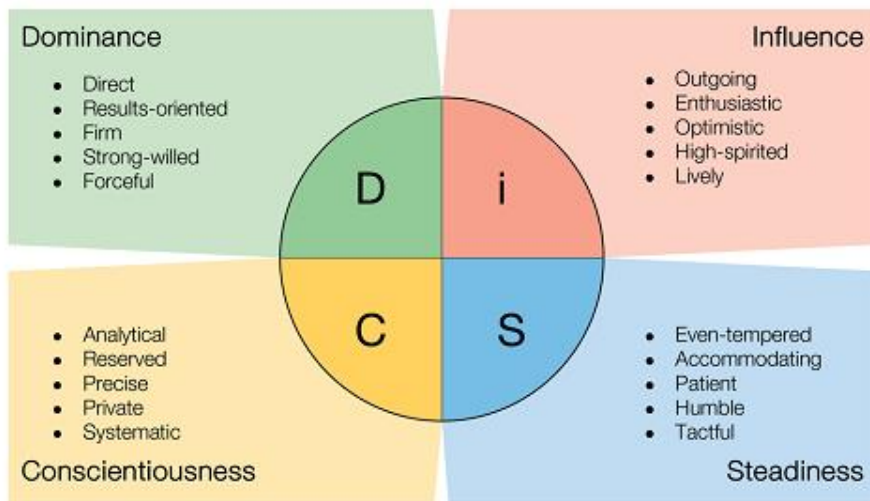 Dominance
• Direct
• Results-oriented
• Firm
• Strong-willed
• Forceful
Influence
• Outgoing
• Enthusiastic
• Optimistic
• High-spirited
• Lively
D
i
C
S
• Analytical
• Reserved
• Precise
• Private
• Systematic
Conscientiousness
• Even-tempered
• Accommodating
• Patient
• Humble
• Tactful
Steadiness